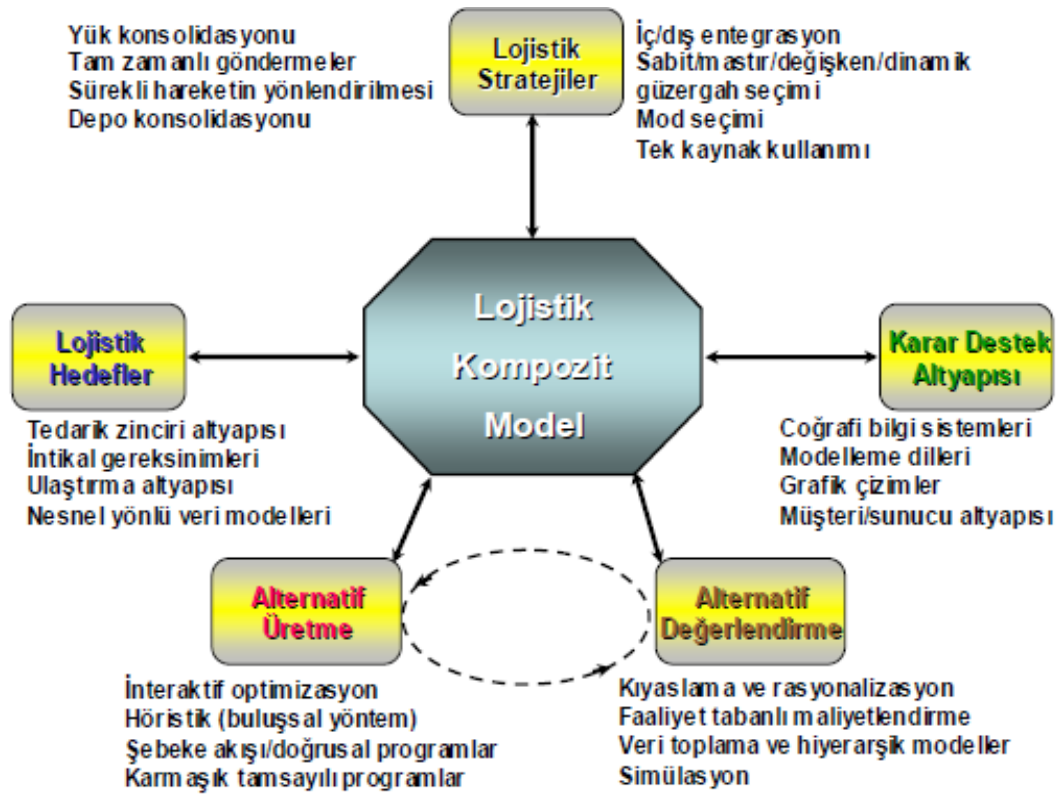 Yük konsolidasyonu
Tam zamanlı göndermeler
Sürekli hareketin yönlendirilmesi
Depo konsolidasyonu
Lojistik
Stratejiler
İç/dış entegrasyon
Sabit/mastır/değişken/dinamik
güzergah seçimi
Mod seçimi
Tek kaynak kullanımı
Lojistik
Kompozit
Model
Lojistik
Hedefler
Tedarik zinciri altyapısı
İntikal gereksinimleri
Ulaştırma altyapısı
Nesnel yönlü veri modelleri
Karar Destek
Altyapısı
Coğrafi bilgi sistemleri
Modelleme dilleri
Grafik çizimler
Müşteri/sunucu altyapısı
Alternatif
Üretme
İnteraktif optimizasyon
Höristik (buluşsal yöntem)
Şebeke akışı/doğrusal programlar
Karmaşık tamsayılı programlar
Alternatif
Değerlendirme
Kıyaslama ve rasyonalizasyon
Faaliyet tabanlı maliyetlendirme
Veri toplama ve hiyerarşik modeller
Simülasyon